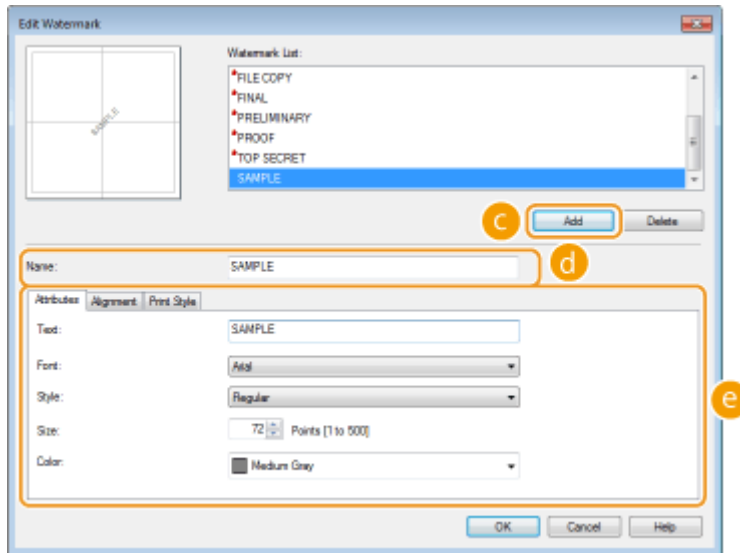 Edit Watermark
Watermark List:
*FILE COPY
*FINAL
*PRELIMINARY
*PROOF
*TOP SECRET
SAMPLE
SAMPLE
c
Add
Delete
Name:
SAMPLE
d
Attributes
Alignment
Print Style
Text:
SAMPLE
Font:
Arial
Style:
Regular
e
Size:
72
Points [1 to 500]
Color:
Medium Gray
OK
Cancel
Help